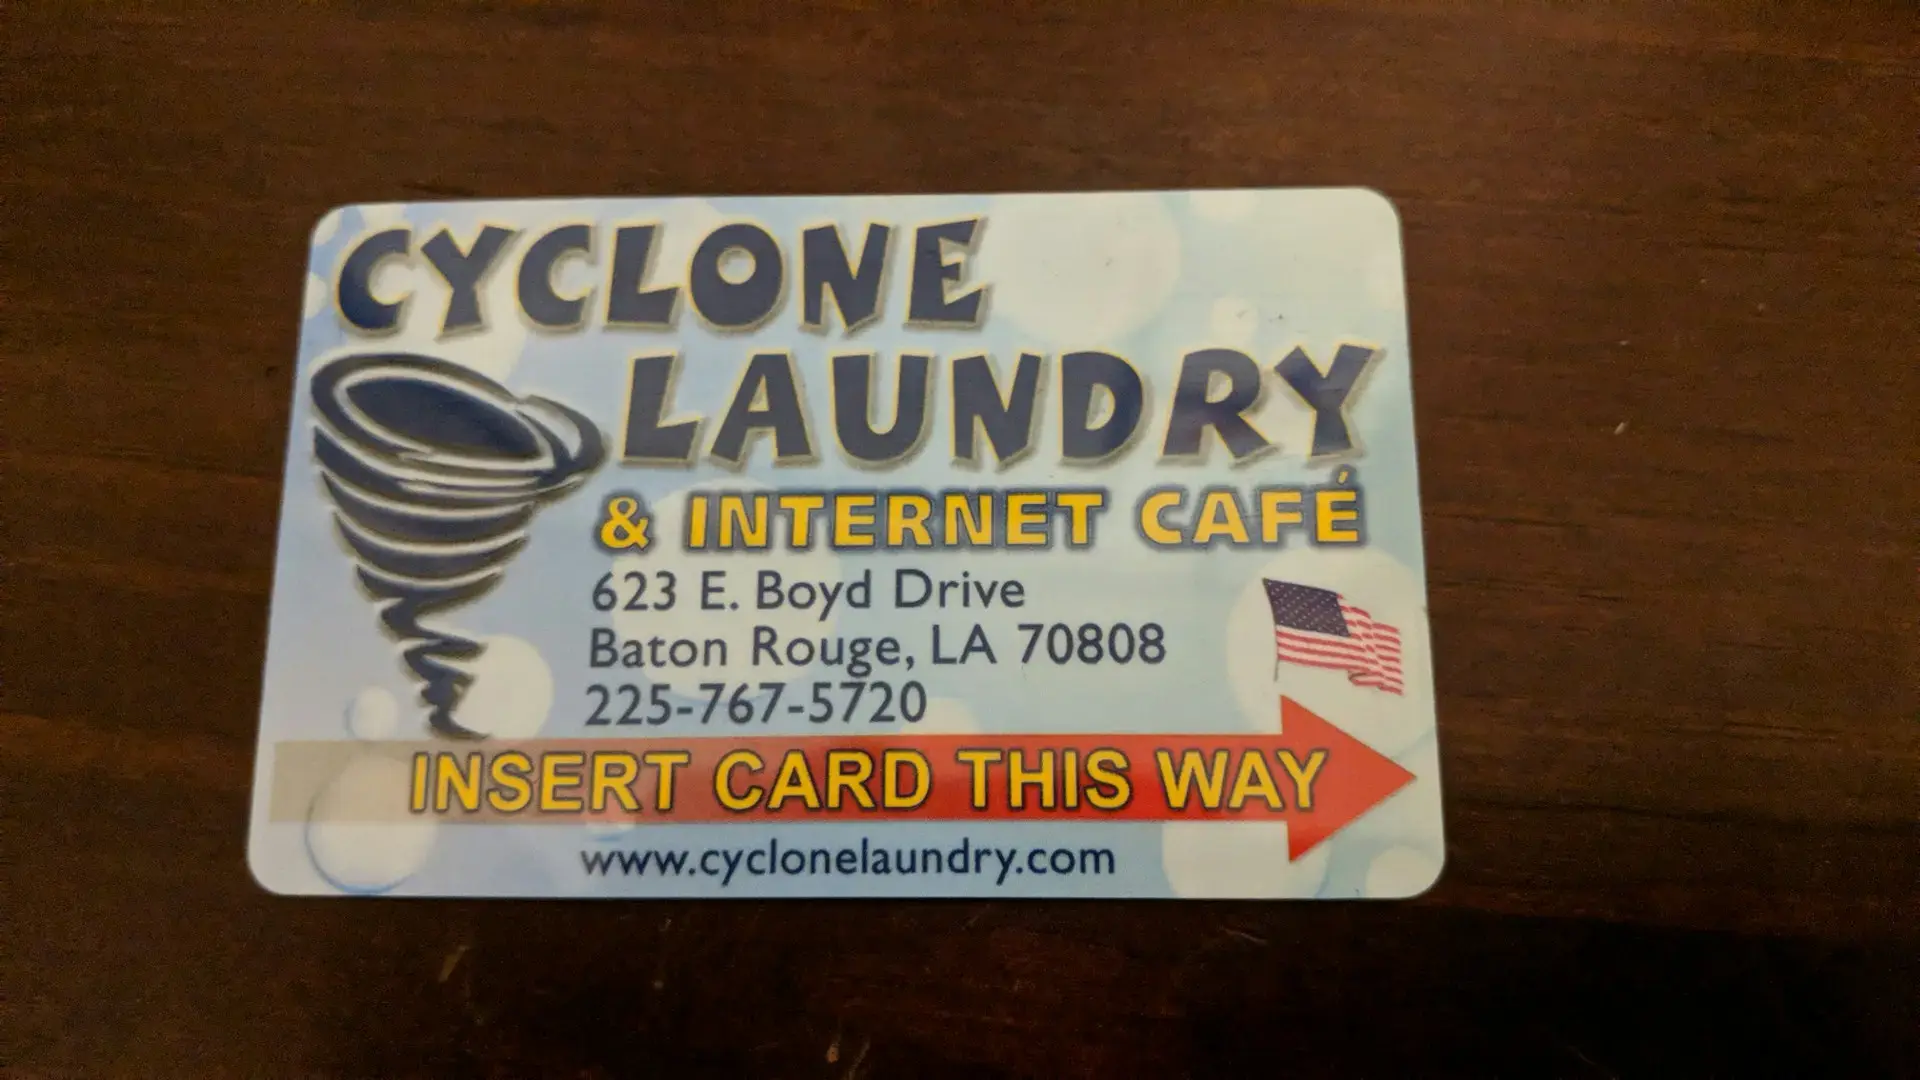 CYCLONE
LAUNDRY
& INTERNET CAFÉ
623 E. Boyd Drive
Baton Rouge, LA 70808
225-767-5720
INSERT CARD THIS WAY
www.cyclonelaundry.com